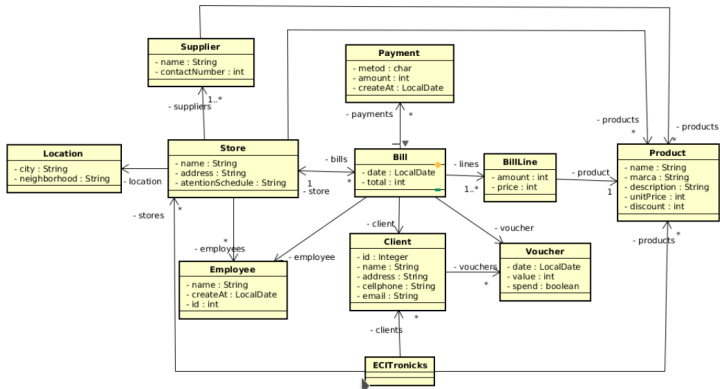 Supplier
- name : String
- contactNumber : int
1..*
- suppliers
Payment
- metod : char
- amount : int
- createAt : LocalDate
- payments
*
- products
*
- products
*
Location
- city : String
- neighborhood : String
- location
Store
- name : String
- address : String
- atentionSchedule : String
- bills
*
1
- store
Bill
- date : LocalDate
- total : int
- lines
1..*
BillLine
- amount : int
- price : int
- product
1
Product
- name : String
- marca : String
- description : String
- unitPrice : int
- discount : int
- stores
*
*
- employees
- employee
- client
- voucher
- products
*
Employee
- name : String
- createAt : LocalDate
- id : int
Client
- id : Integer
- name : String
- address : String
- cellphone : String
- email : String
- vouchers
*
Voucher
- date : LocalDate
- value : int
- spend : boolean
*
- clients
ECITronicks